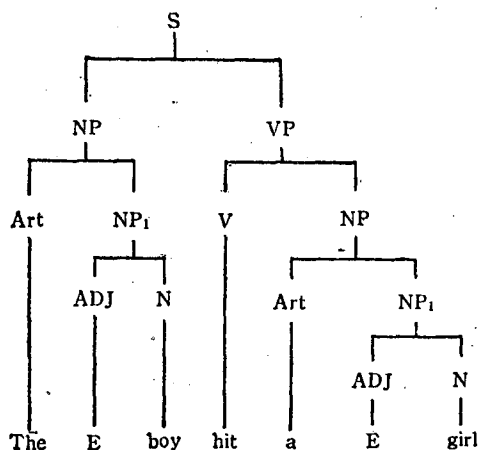 S
NP VP
Art NP₁ V NP
ADJ N Art NP₁
ADJ N
The E boy hit a E girl